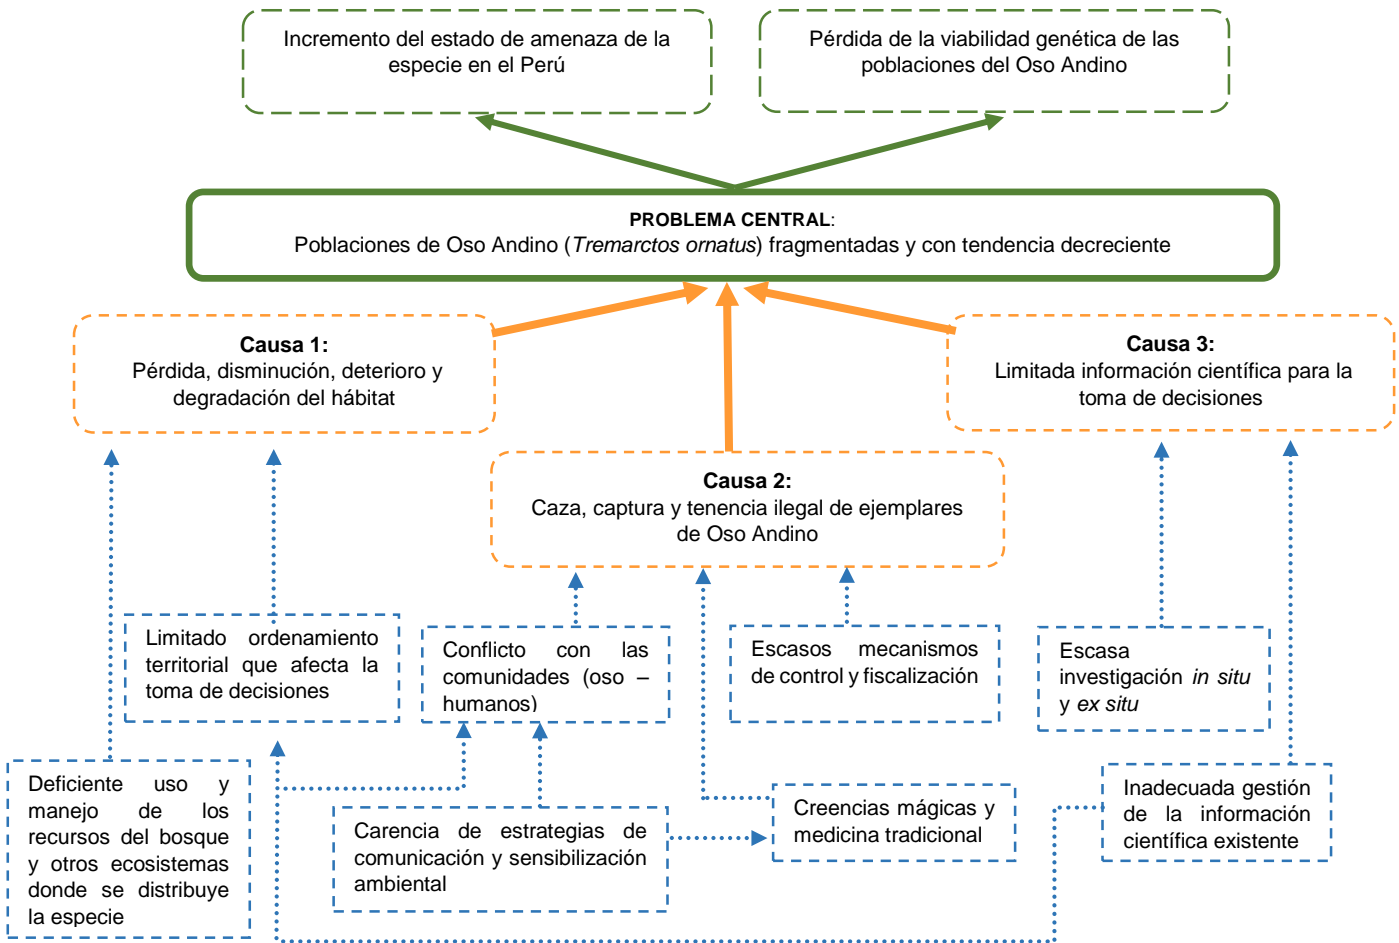 Incremento del estado de amenaza de la
especie en el Perú
Pérdida de la viabilidad genética de las
poblaciones del Oso Andino
PROBLEMA CENTRAL:
Poblaciones de Oso Andino (Tremarctos ornatus) fragmentadas y con tendencia decreciente
Causa 1:
Pérdida, disminución, deterioro y
degradación del hábitat
Causa 3:
Limitada información científica para la
toma de decisiones
Causa 2:
Caza, captura y tenencia ilegal de ejemplares
de Oso Andino
Limitado ordenamiento
territorial que afecta la
toma de decisiones
Conflicto con las
comunidades (oso –
humanos)
Escasos mecanismos
de control y fiscalización
Escasa
investigación in situ
y ex situ
Deficiente uso y
manejo de los
recursos del bosque
y otros ecosistemas
donde se distribuye
la especie
Carencia de estrategias de
comunicación y sensibilización
ambiental
Creencias mágicas y
medicina tradicional
Inadecuada gestión
de la información
científica existente